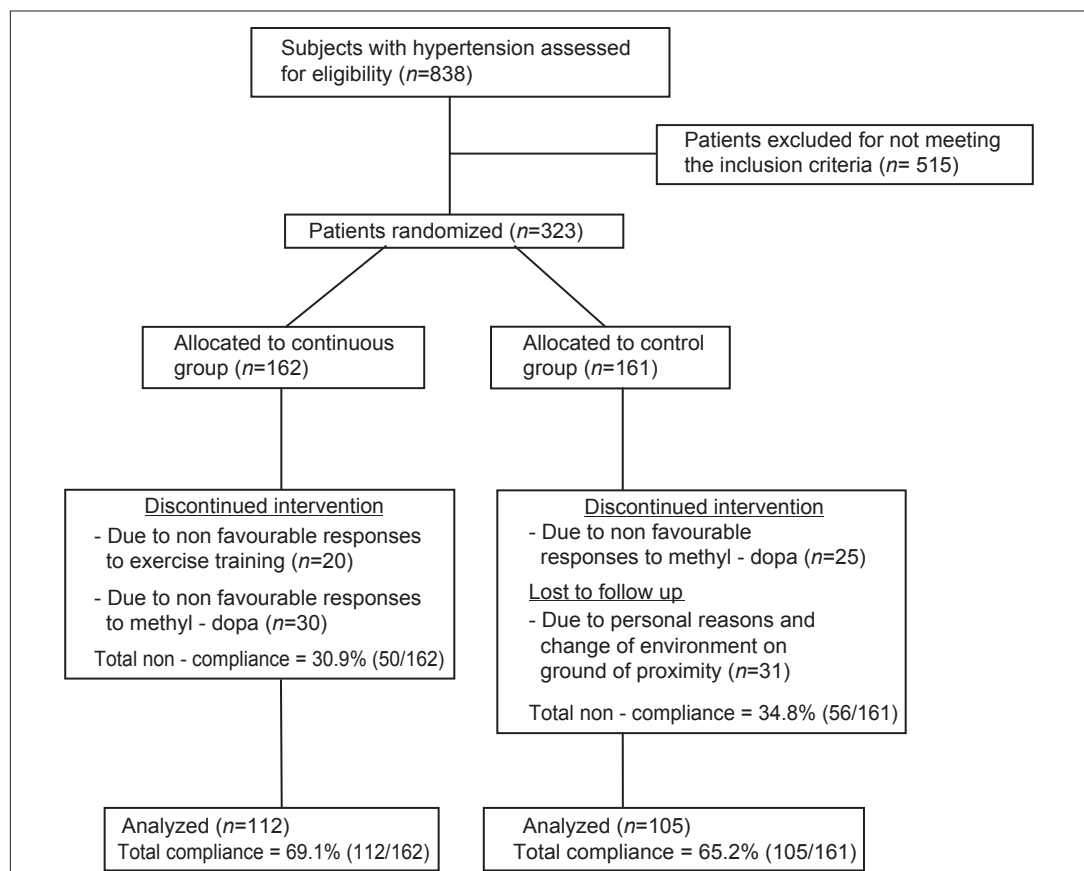 Subjects with hypertension assessed
for eligibility (n=838)
Patients excluded for not meeting
the inclusion criteria (n= 515)
Patients randomized (n=323)
Allocated to continuous
group (n=162)
Allocated to control
group (n=161)
Discontinued intervention
- Due to non favourable responses
to exercise training (n=20)
- Due to non favourable responses
to methyl - dopa (n=30)
Total non - compliance = 30.9% (50/162)
Discontinued intervention
- Due to non favourable
responses to methyl - dopa (n=25)
Lost to follow up
- Due to personal reasons and
change of environment on
ground of proximity (n=31)
Total non - compliance = 34.8% (56/161)
Analyzed (n=112)
Total compliance = 69.1% (112/162)
Analyzed (n=105)
Total compliance = 65.2% (105/161)